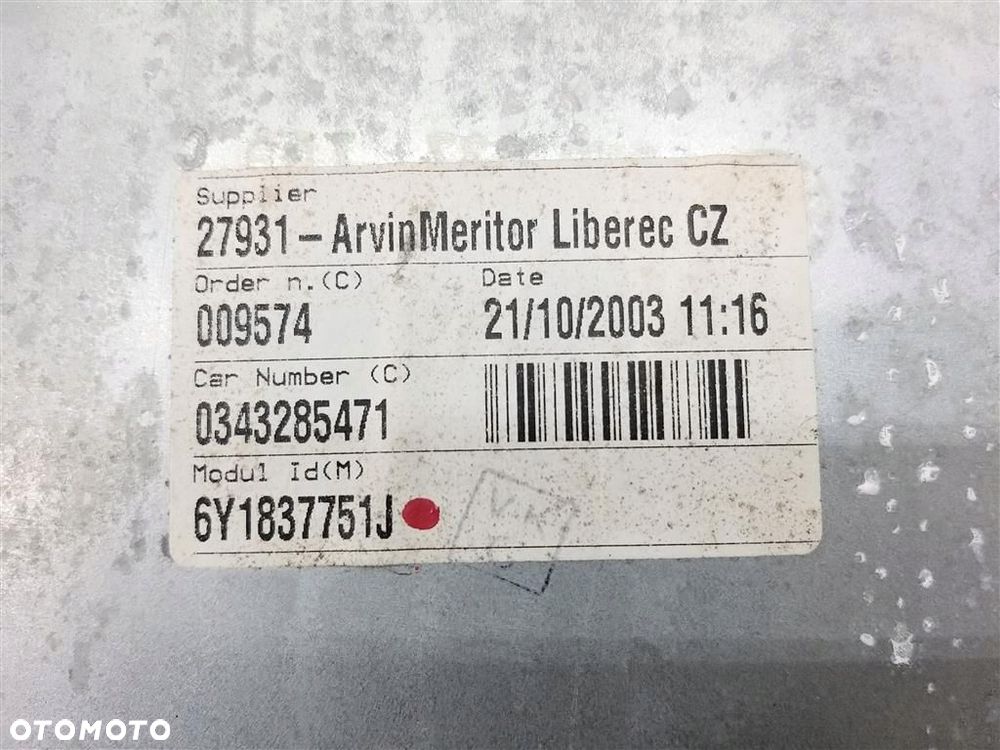 Supplier
27931-ArvinMeritor Liberec CZ
Order n.(C) Date
009574 21/10/2003 11:16
Car Number (C)
0343285471
Modul Id(M)
6Y1837751J
OTOMOTO